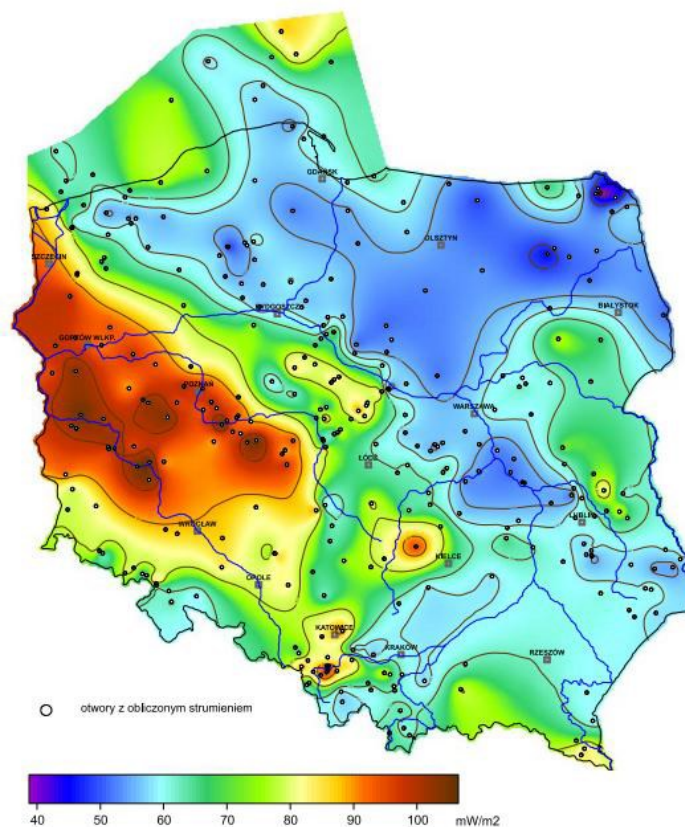 GDAŃSK
OLSZTYN
SZCZECIN
BYDGOSZCZ
BIAŁYSTOK
GORZÓW WLKP.
POZNAŃ
WARSZAWA
ŁÓDŹ
LUBLIN
WROCŁAW
KIELCE
OPOLE
KATOWICE
KRAKÓW
RZESZÓW
otwory z obliczonym strumieniem
40 50 60 70 80 90 100 mW/m2